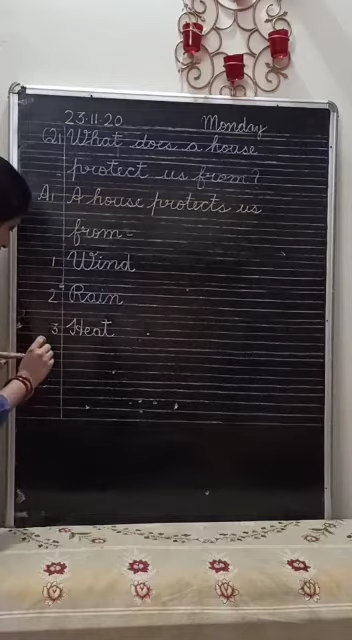 23.11.20 Monday
Q1 What does a house
protect us from?
A1 A house protects us
from-
1 Wind
2 Rain
3 Heat